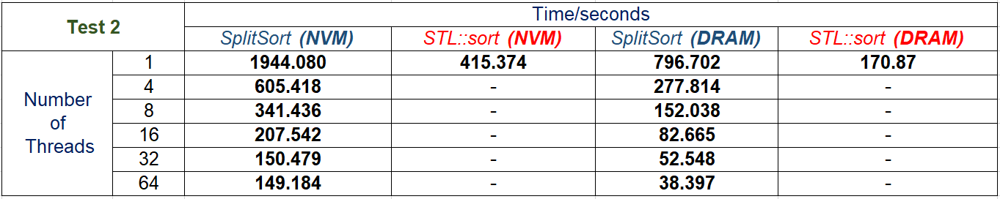 Test 2
Time/seconds
SplitSort (NVM) STL::sort (NVM) SplitSort (DRAM) STL::sort (DRAM)
Number
of
Threads
1 1944.080 415.374 796.702 170.87
4 605.418 - 277.814 -
8 341.436 - 152.038 -
16 207.542 - 82.665 -
32 150.479 - 52.548 -
64 149.184 - 38.397 -